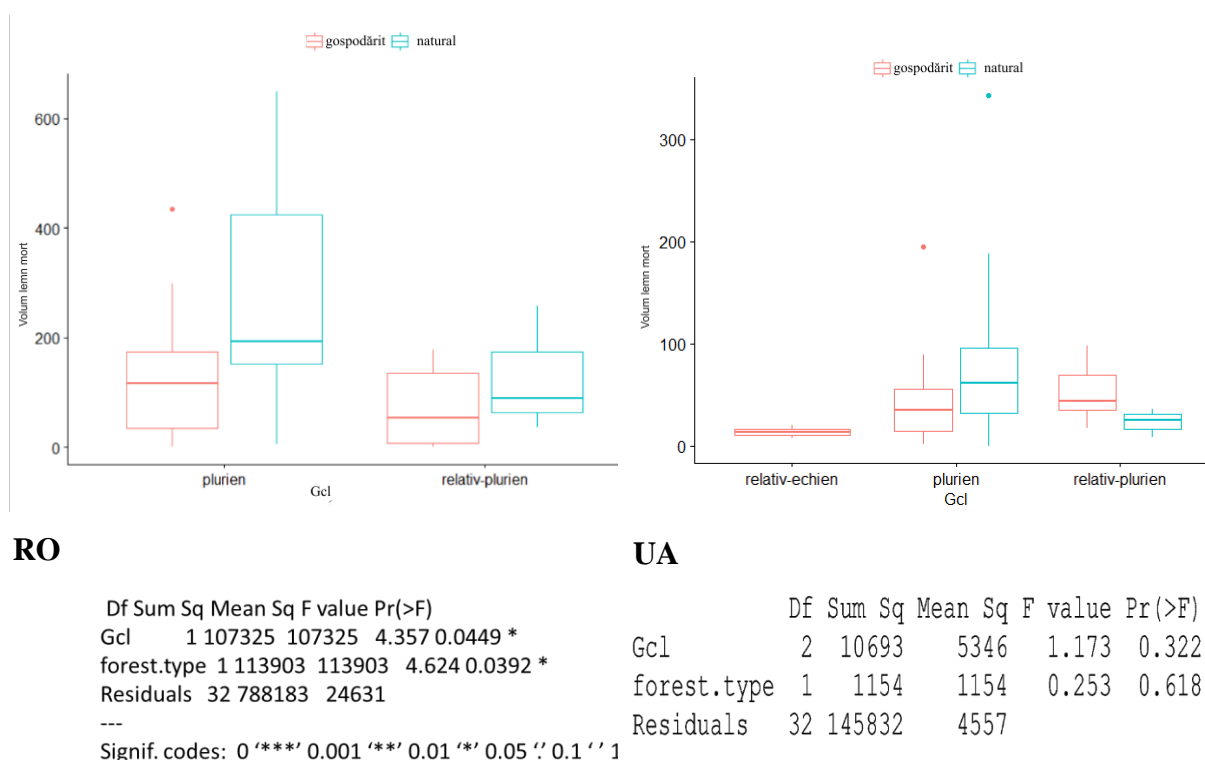 gospodărit natural
600
400
200
0
Volum lemn mort
plurien relativ-plurien
Gcl
gospodărit natural
300
200
100
0
Volum lemn mort
relativ-echien plurien relativ-plurien
Gcl
RO
Df Sum Sq Mean Sq F value Pr(>F)
Gcl 1 107325 107325 4.357 0.0449 *
forest.type 1 113903 113903 4.624 0.0392 *
Residuals 32 788183 24631
---
Signif. codes: 0 ‘***’ 0.001 ‘**’ 0.01 ‘*’ 0.05 ‘.’ 0.1 ‘ ’ 1
UA
Df Sum Sq Mean Sq F value Pr(>F)
Gcl 2 10693 5346 1.173 0.322
forest.type 1 1154 1154 0.253 0.618
Residuals 32 145832 4557